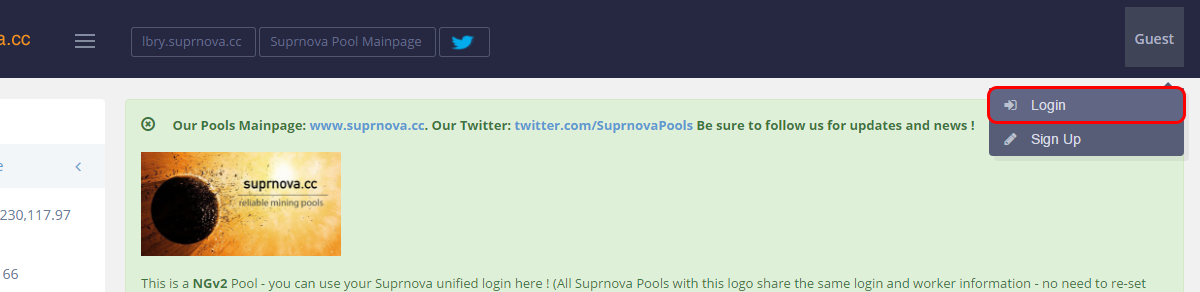 a.cc
lbry.suprnova.cc
Suprnova Pool Mainpage
Guest
Login
Sign Up
Our Pools Mainpage: www.suprnova.cc. Our Twitter: twitter.com/SuprnovaPools Be sure to follow us for updates and news !
suprnova.cc
reliable mining pools
e
230,117.97
66
This is a NGv2 Pool - you can use your Suprnova unified login here ! (All Suprnova Pools with this logo share the same login and worker information - no need to re-set